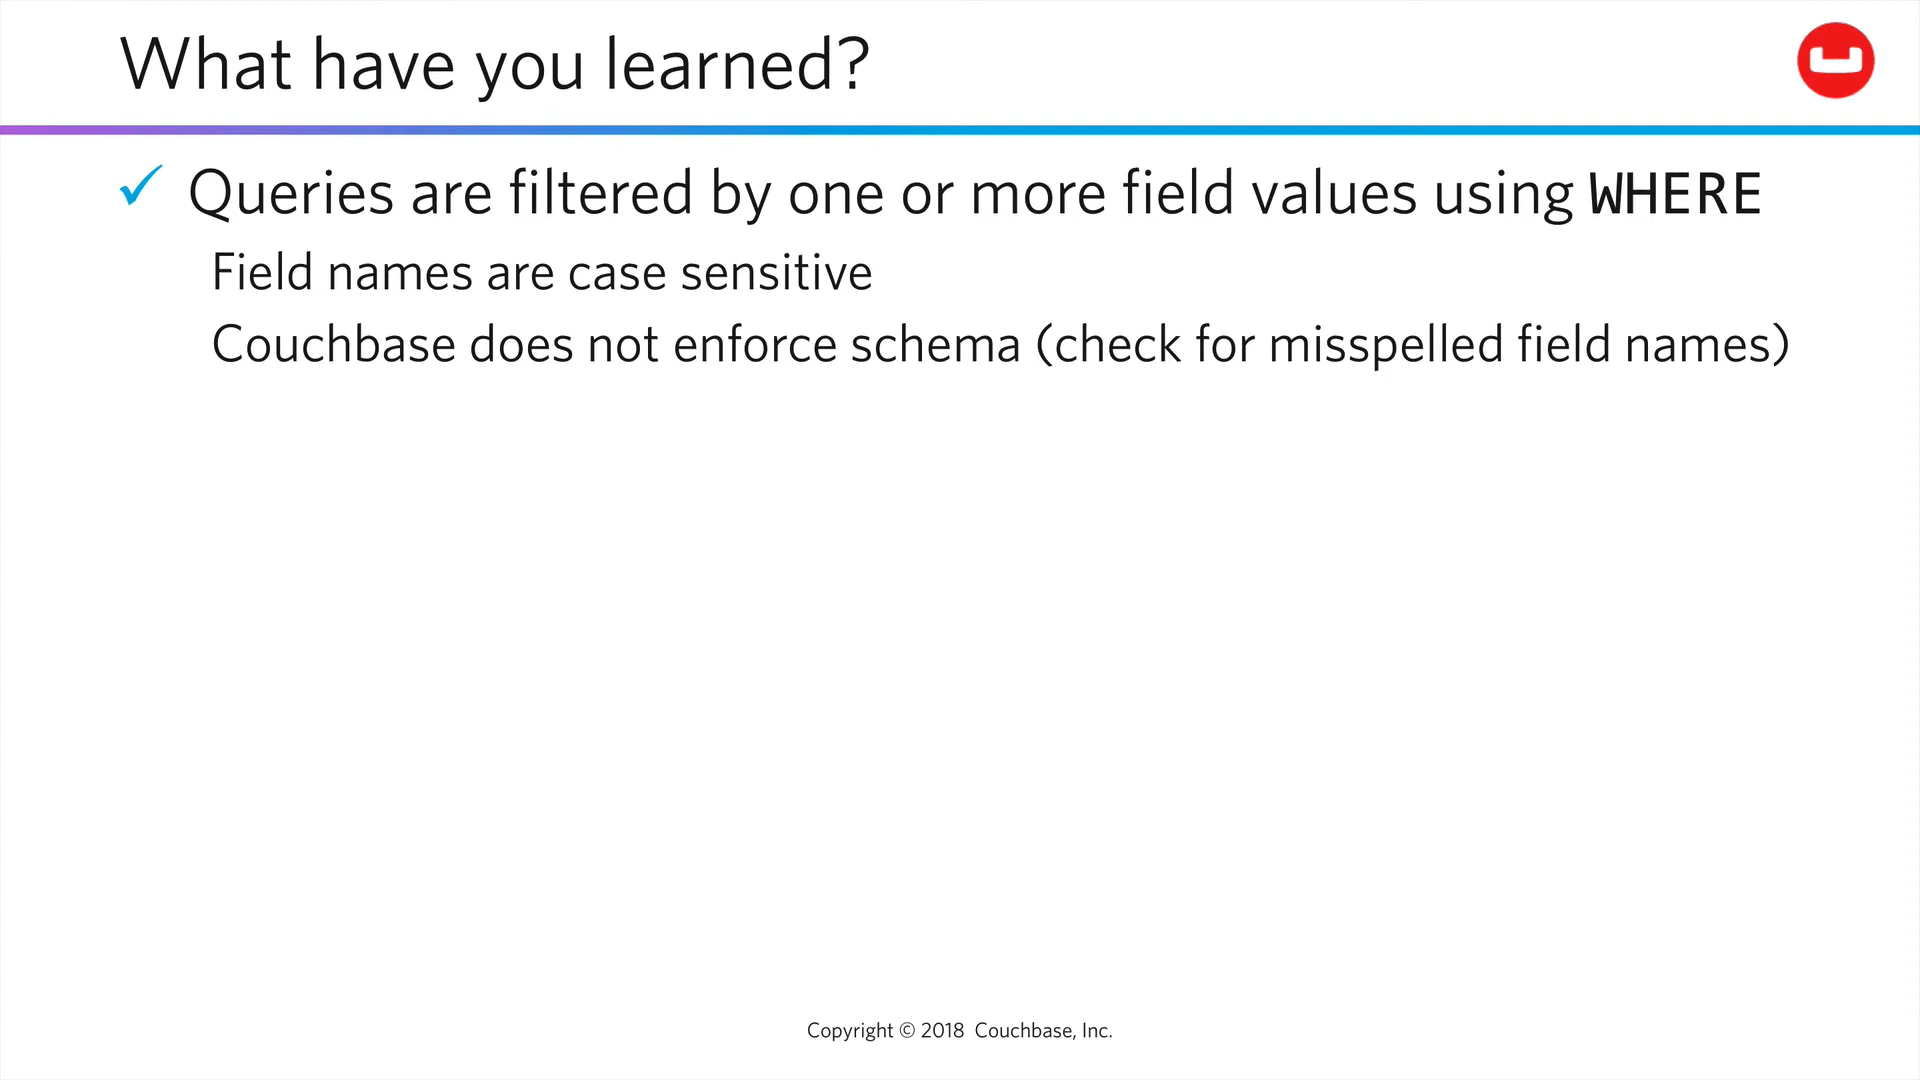 What have you learned?
✓ Queries are filtered by one or more field values using WHERE
Field names are case sensitive
Couchbase does not enforce schema (check for misspelled field names)
Copyright © 2018 Couchbase, Inc.